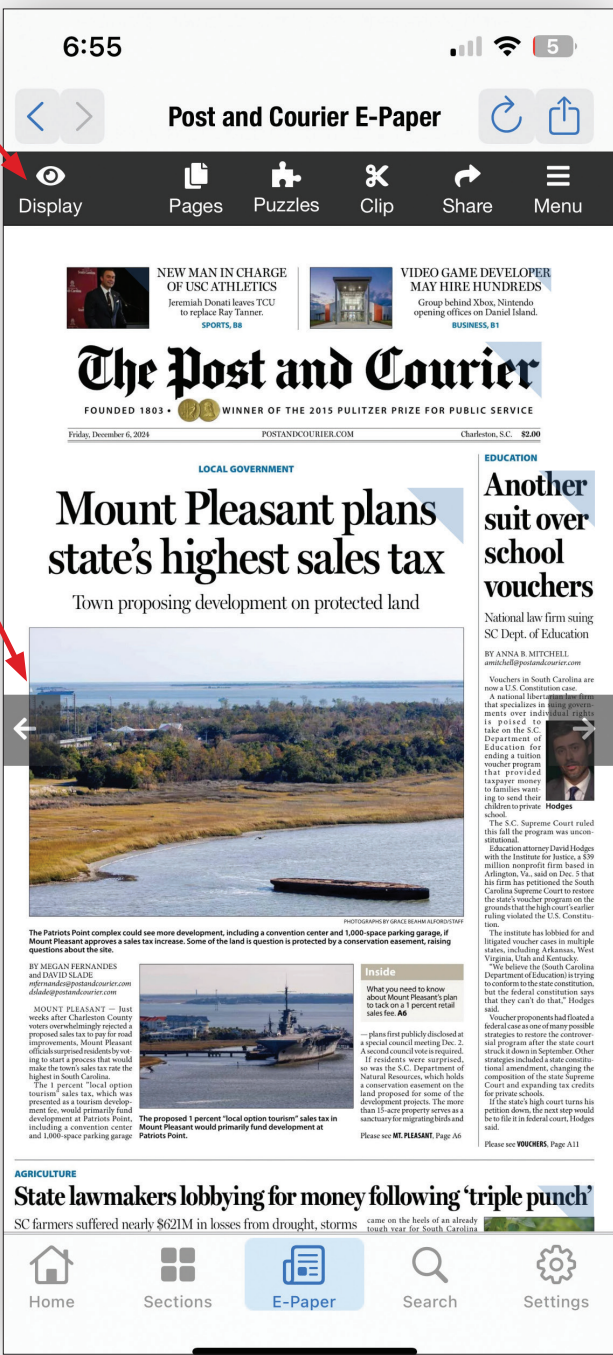 6:55
5
Post and Courier E-Paper
Display
Pages
Puzzles
Clip
Share
Menu
NEW MAN IN CHARGE
OF USC ATHLETICS
Jeremiah Donati leaves TCU
to replace Ray Tanner.
SPORTS, B8
VIDEO GAME DEVELOPER
MAY HIRE HUNDREDS
Group behind Xbox, Nintendo
opening offices on Daniel Island.
BUSINESS, B1
The Post and Courier
FOUNDED 1803 • WINNER OF THE 2015 PULITZER PRIZE FOR PUBLIC SERVICE
Friday, December 6, 2024 POSTANDCOURIER.COM Charleston, S.C. $2.00
LOCAL GOVERNMENT
Mount Pleasant plans
state's highest sales tax
Town proposing development on protected land
PHOTOGRAPHS BY GRACE BEAHM ALFORD/STAFF
The Patriots Point complex could see more development, including a convention center and 1,000-space parking garage, if
Mount Pleasant approves a sales tax increase. Some of the land is question is protected by a conservation easement, raising
questions about the site.
BY MEGAN FERNANDES
and DAVID SLADE
mfernandes@postandcourier.com
dslade@postandcourier.com
MOUNT PLEASANT — Just
weeks after Charleston County
voters overwhelmingly rejected a
proposed sales tax to pay for road
improvements, Mount Pleasant
officials surprised residents by vot-
ing to start a process that would
make the town's sales tax rate the
highest in South Carolina.
The 1 percent "local option
tourism" sales tax, which was
presented as a tourism develop-
ment fee, would primarily fund
development at Patriots Point,
including a convention center
and 1,000-space parking garage
The proposed 1 percent "local option tourism" sales tax in
Mount Pleasant would primarily fund development at
Patriots Point.
Inside
What you need to know
about Mount Pleasant's plan
to tack on a 1 percent retail
sales fee. A6
— plans first publicly disclosed at
a special council meeting Dec. 2.
A second council vote is required.
If residents were surprised,
so was the S.C. Department of
Natural Resources, which holds
a conservation easement on the
land proposed for some of the
development projects. The more
than 15-acre property serves as a
sanctuary for migrating birds and
Please see MT. PLEASANT, Page A6
EDUCATION
Another
suit over
school
vouchers
National law firm suing
SC Dept. of Education
BY ANNA B. MITCHELL
amitchell@postandcourier.com
Vouchers in South Carolina are
now a U.S. Constitution case.
A national libertarian law firm
that specializes in suing govern-
ments over individual rights
is poised to
take on the S.C.
Department of
Education for
ending a tuition
voucher program
that provided
taxpayer money
to families want-
ing to send their
children to private
school.
Hodges
The S.C. Supreme Court ruled
this fall the program was uncon-
stitutional.
Education attorney David Hodges
with the Institute for Justice, a $39
million nonprofit firm based in
Arlington, Va., said on Dec. 5 that
his firm has petitioned the South
Carolina Supreme Court to restore
the state's voucher program on the
grounds that the high court's earlier
ruling violated the U.S. Constitu-
tion.
The institute has lobbied for and
litigated voucher cases in multiple
states, including Arkansas, West
Virginia, Utah and Kentucky.
"We believe the (South Carolina
Department of Education) is trying
to conform to the state constitution,
but the federal constitution says
that they can't do that," Hodges
said.
Voucher proponents had floated a
federal case as one of many possible
strategies to restore the controver-
sial program after the state court
struck it down in September. Other
strategies included a state constitu-
tional amendment, changing the
composition of the state Supreme
Court and expanding tax credits
for private schools.
If the state's high court turns his
petition down, the next step would
be to file it in federal court, Hodges
said.
Please see VOUCHERS, Page A11
AGRICULTURE
State lawmakers lobbying for money following 'triple punch'
SC farmers suffered nearly $621M in losses from drought, storms
came on the heels of an already
tough year for South Carolina
Home
Sections
E-Paper
Search
Settings